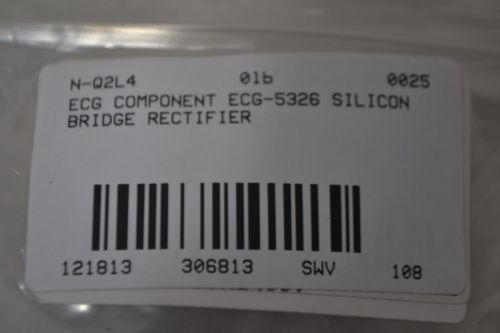 N-Q2L4 01b 0025
ECG COMPONENT ECG-5326 SILICON
BRIDGE RECTIFIER
121813 306813 SWV 108